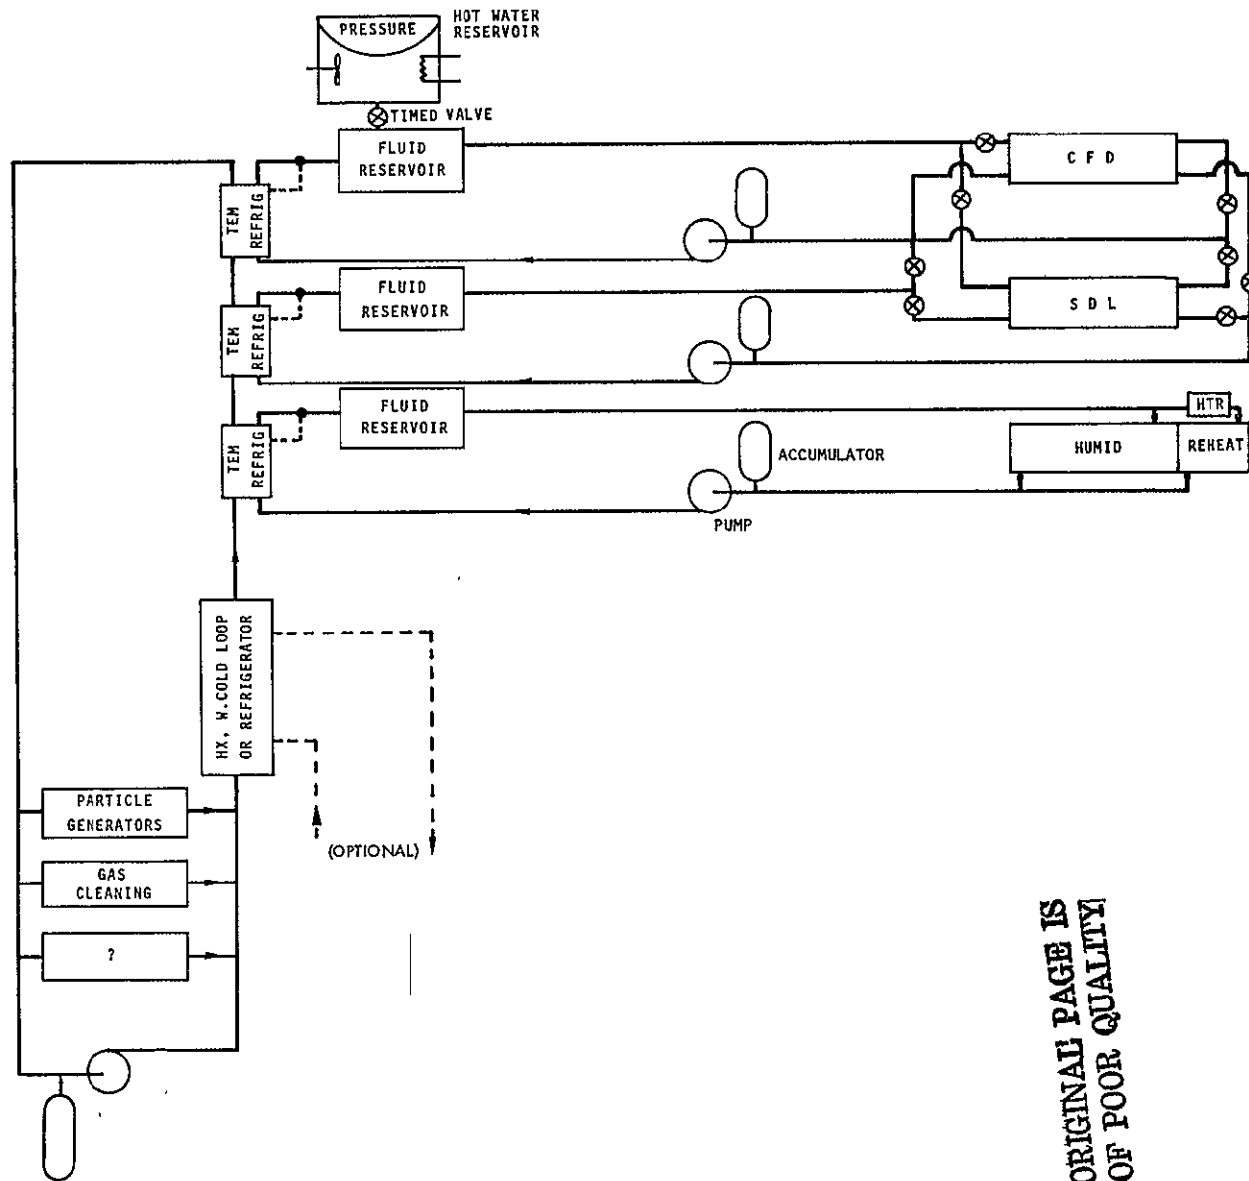 HOT WATER
RESERVOIR
PRESSURE
TIMED VALVE
FLUID
RESERVOIR
C F D
TEM
REFRIG
FLUID
RESERVOIR
S D L
TEM
REFRIG
FLUID
RESERVOIR
HTR
TEM
REFRIG
ACCUMULATOR
HUMID
REHEAT
PUMP
HX, W.COLD LOOP
OR REFRIGERATOR
PARTICLE
GENERATORS
(OPTIONAL)
GAS
CLEANING
?
ORIGINAL PAGE IS
OF POOR QUALITY